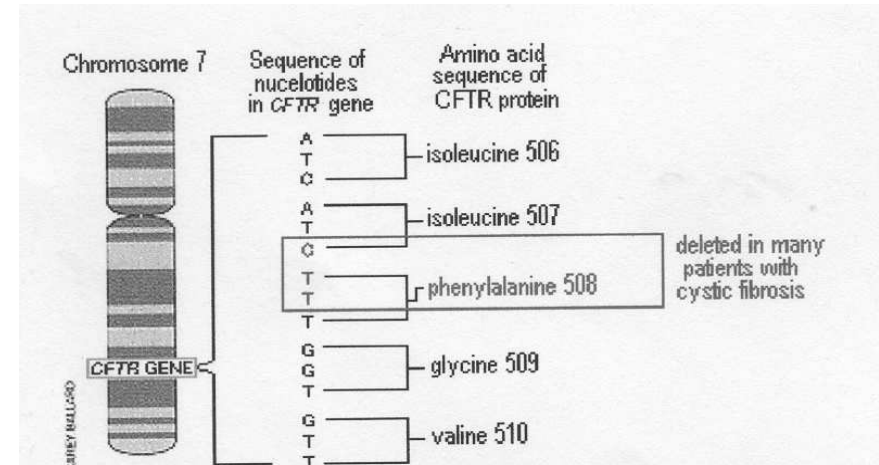 Chromosome 7
Sequence of
nucelotides
in CFTR gene
Amino acid
sequence of
CFTR protein
A
T
C
isoleucine 506
A
T
C
isoleucine 507
T
T
T
phenylalanine 508
deleted in many
patients with
cystic fibrosis
G
G
T
glycine 509
G
T
T
valine 510
CFTR GENE
BALLARD